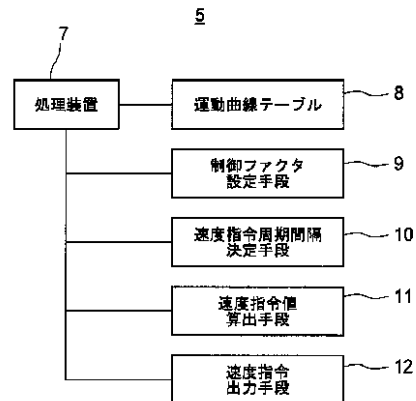 5
7
処理装置
運動曲線テーブル
8
制御ファクタ
設定手段
9
速度指令周期間隔
決定手段
10
速度指令値
算出手段
11
速度指令
出力手段
12